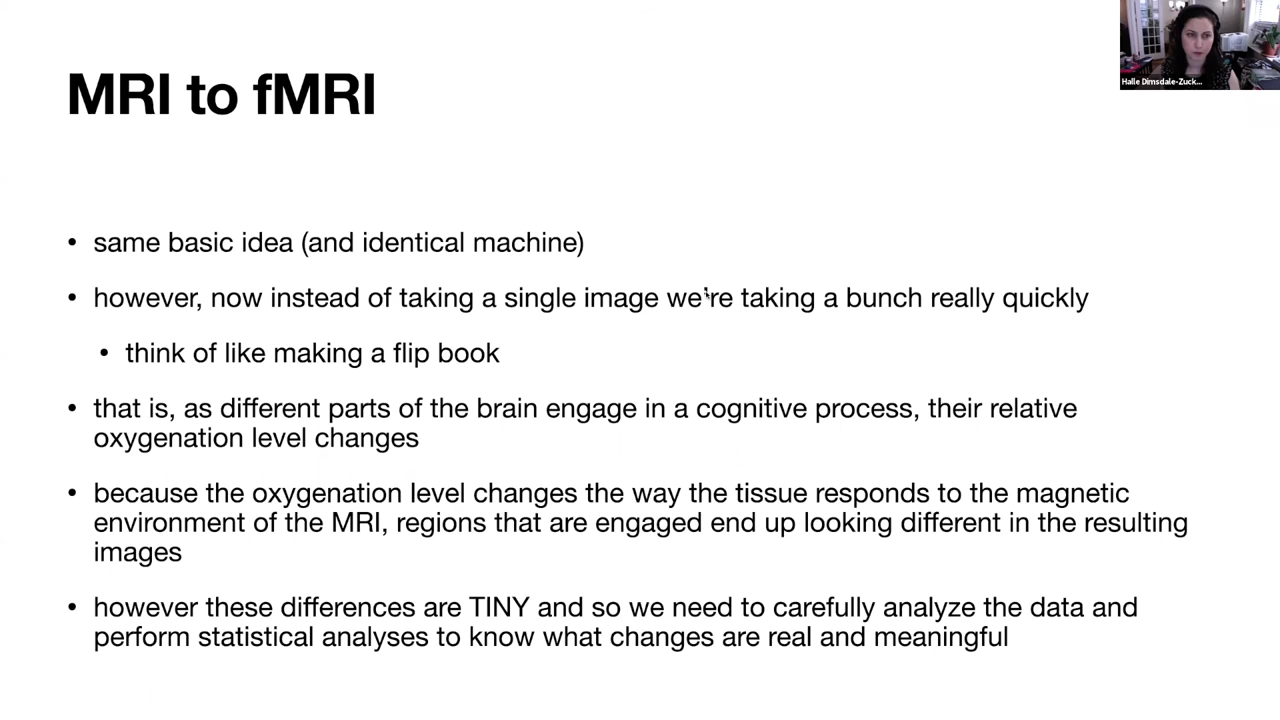 MRI to fMRI
Halle Dimsdale-Zuck...
• same basic idea (and identical machine)
• however, now instead of taking a single image we're taking a bunch really quickly
• think of like making a flip book
• that is, as different parts of the brain engage in a cognitive process, their relative
oxygenation level changes
• because the oxygenation level changes the way the tissue responds to the magnetic
environment of the MRI, regions that are engaged end up looking different in the resulting
images
• however these differences are TINY and so we need to carefully analyze the data and
perform statistical analyses to know what changes are real and meaningful